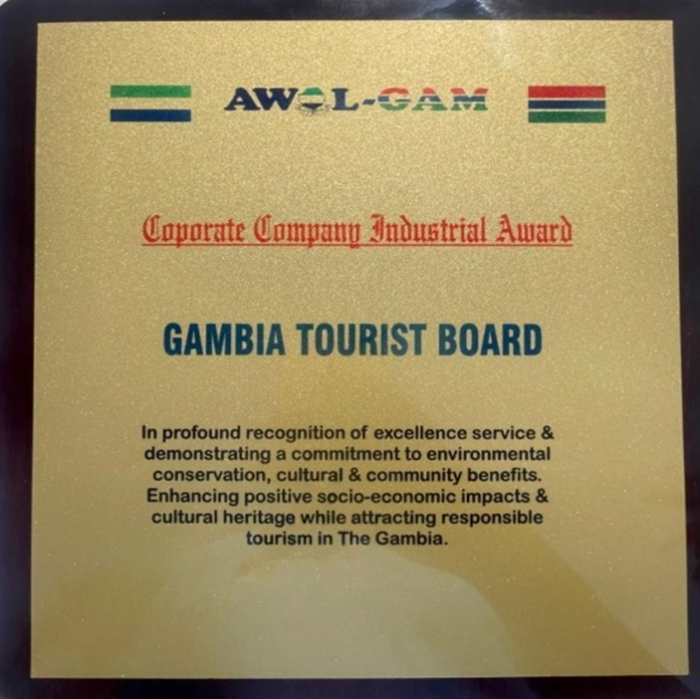 AWOL-GAM
Coporate Company Industrial Award
GAMBIA TOURIST BOARD
In profound recognition of excellence service &
demonstrating a commitment to environmental
conservation, cultural & community benefits.
Enhancing positive socio-economic impacts &
cultural heritage while attracting responsible
tourism in The Gambia.